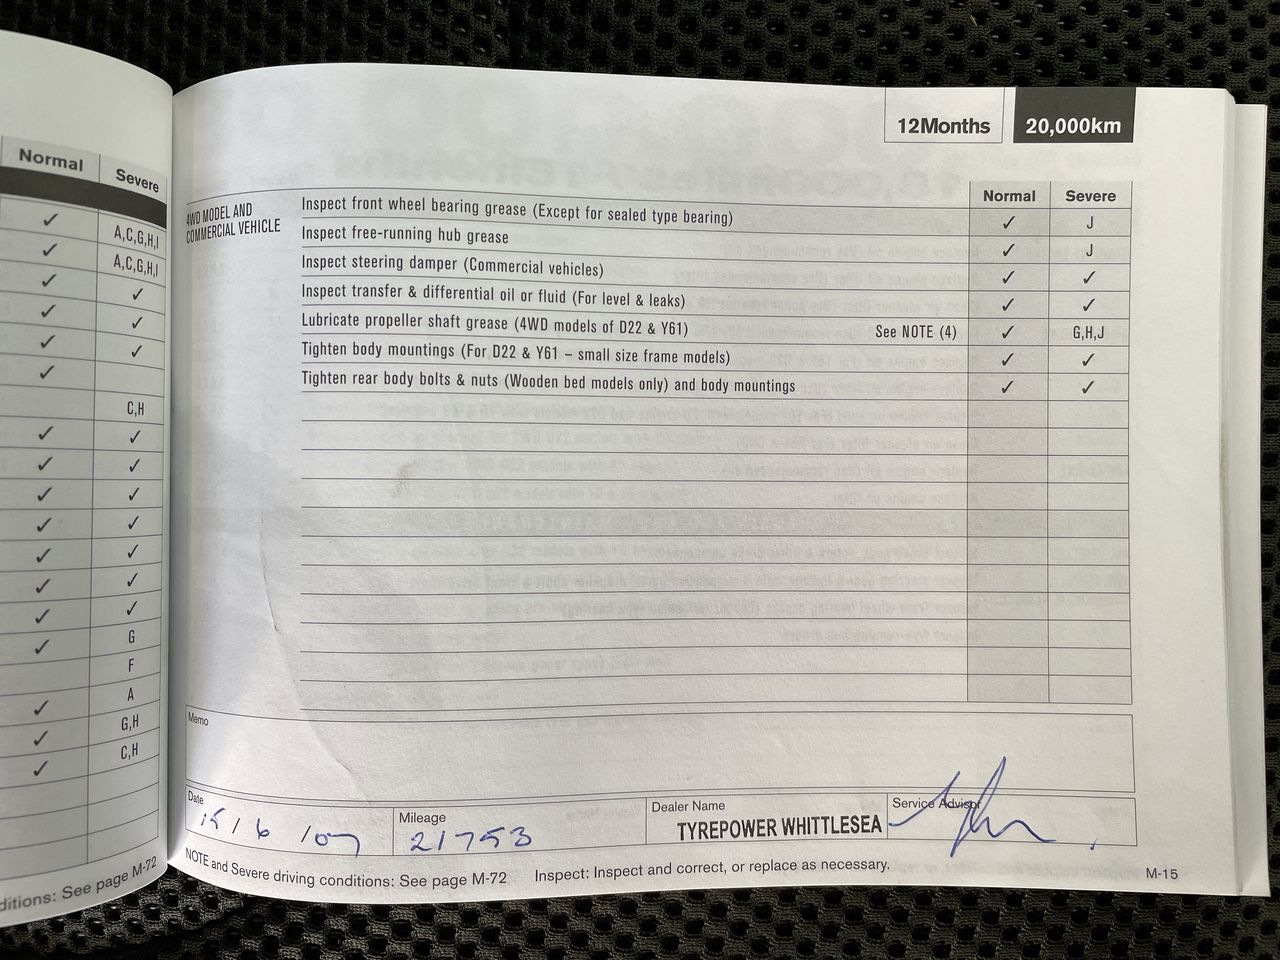 Normal Severe
✓ A,C,G,H,I
✓ A,C,G,H,I
✓ ✓
✓ ✓
✓ ✓
✓
C,H
✓ ✓
✓ ✓
✓ ✓
✓ ✓
✓ ✓
✓ ✓
✓ ✓
✓ G
F
✓ A
✓ G,H
✓ C,H
ditions: See page M-72
12Months 20,000km
Normal Severe
4WD MODEL AND
COMMERCIAL VEHICLE
Inspect front wheel bearing grease (Except for sealed type bearing) ✓ J
Inspect free-running hub grease ✓ J
Inspect steering damper (Commercial vehicles) ✓ ✓
Inspect transfer & differential oil or fluid (For level & leaks) ✓ ✓
Lubricate propeller shaft grease (4WD models of D22 & Y61) See NOTE (4) ✓ G,H,J
Tighten body mountings (For D22 & Y61 – small size frame models) ✓ ✓
Tighten rear body bolts & nuts (Wooden bed models only) and body mountings ✓ ✓
Memo
Date Mileage Dealer Name Service Advisor
15/6/07 21753 TYREPOWER WHITTLESEA
NOTE and Severe driving conditions: See page M-72 Inspect: Inspect and correct, or replace as necessary.
M-15